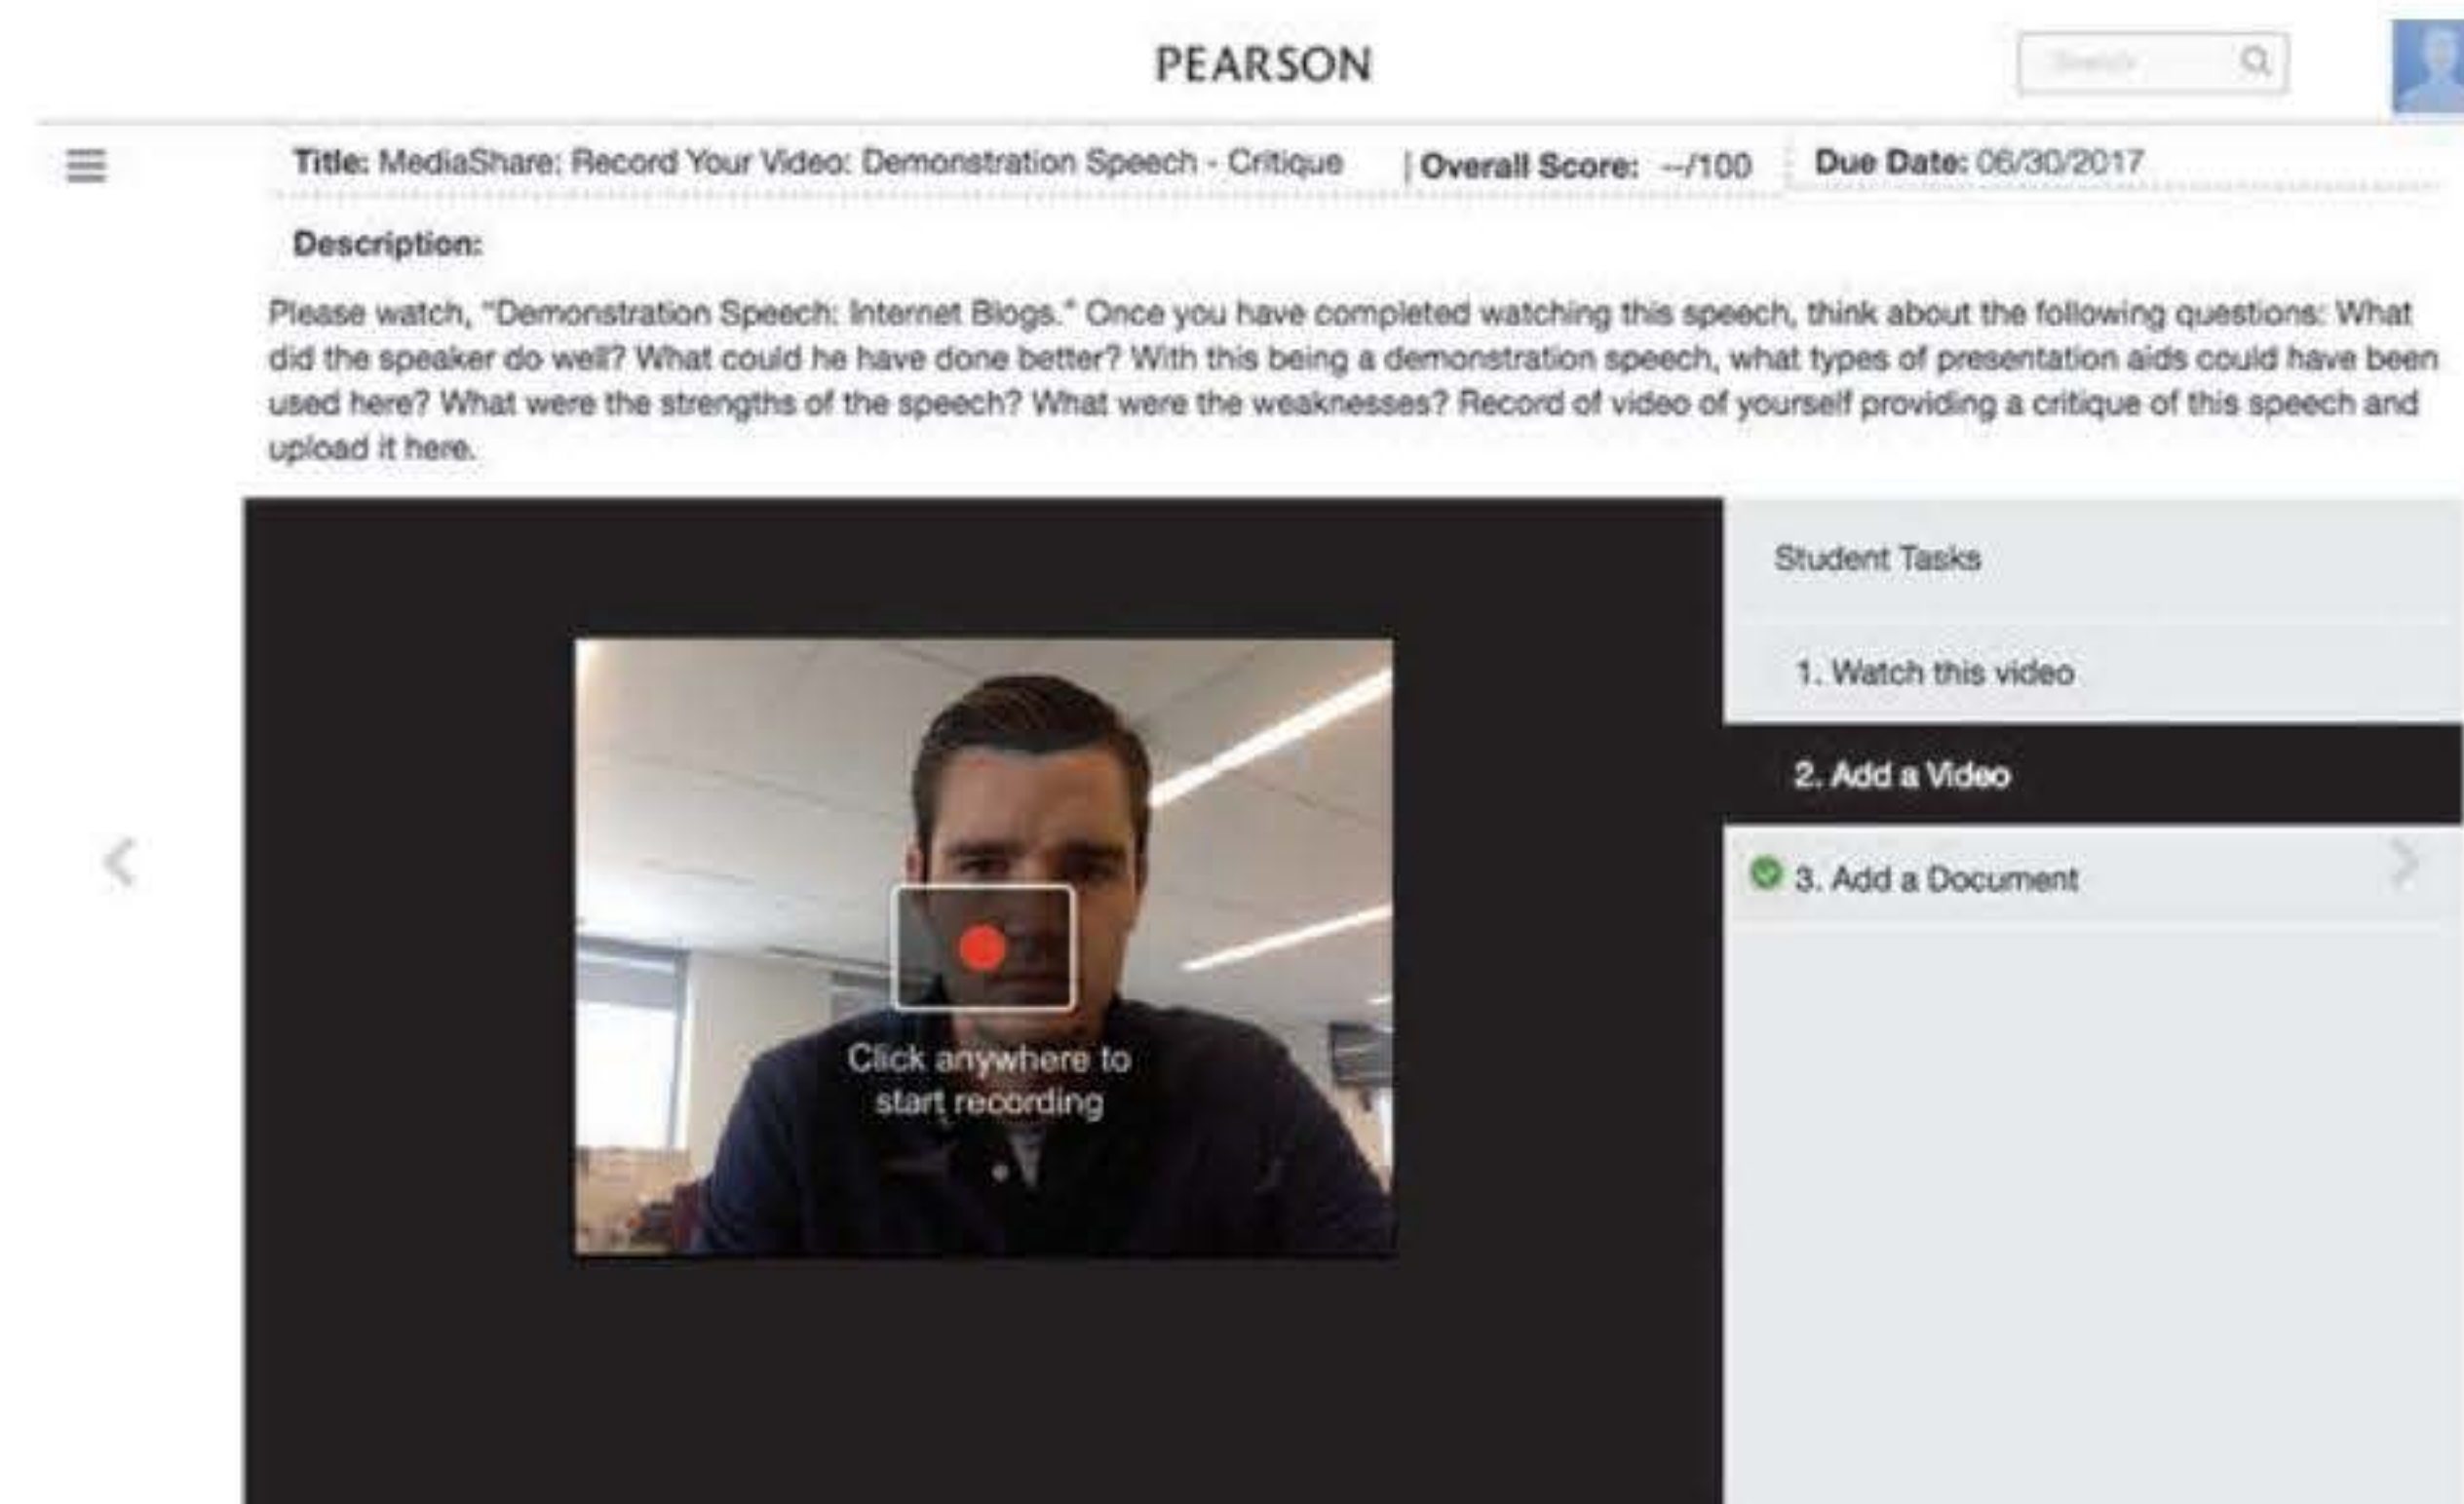 PEARSON
Search
Title: MediaShare: Record Your Video: Demonstration Speech - Critique | Overall Score: --/100 Due Date: 06/30/2017
Description:
Please watch, "Demonstration Speech: Internet Blogs." Once you have completed watching this speech, think about the following questions: What
did the speaker do well? What could he have done better? With this being a demonstration speech, what types of presentation aids could have been
used here? What were the strengths of the speech? What were the weaknesses? Record of video of yourself providing a critique of this speech and
upload it here.
Student Tasks
1. Watch this video
2. Add a Video
3. Add a Document
Click anywhere to
start recording